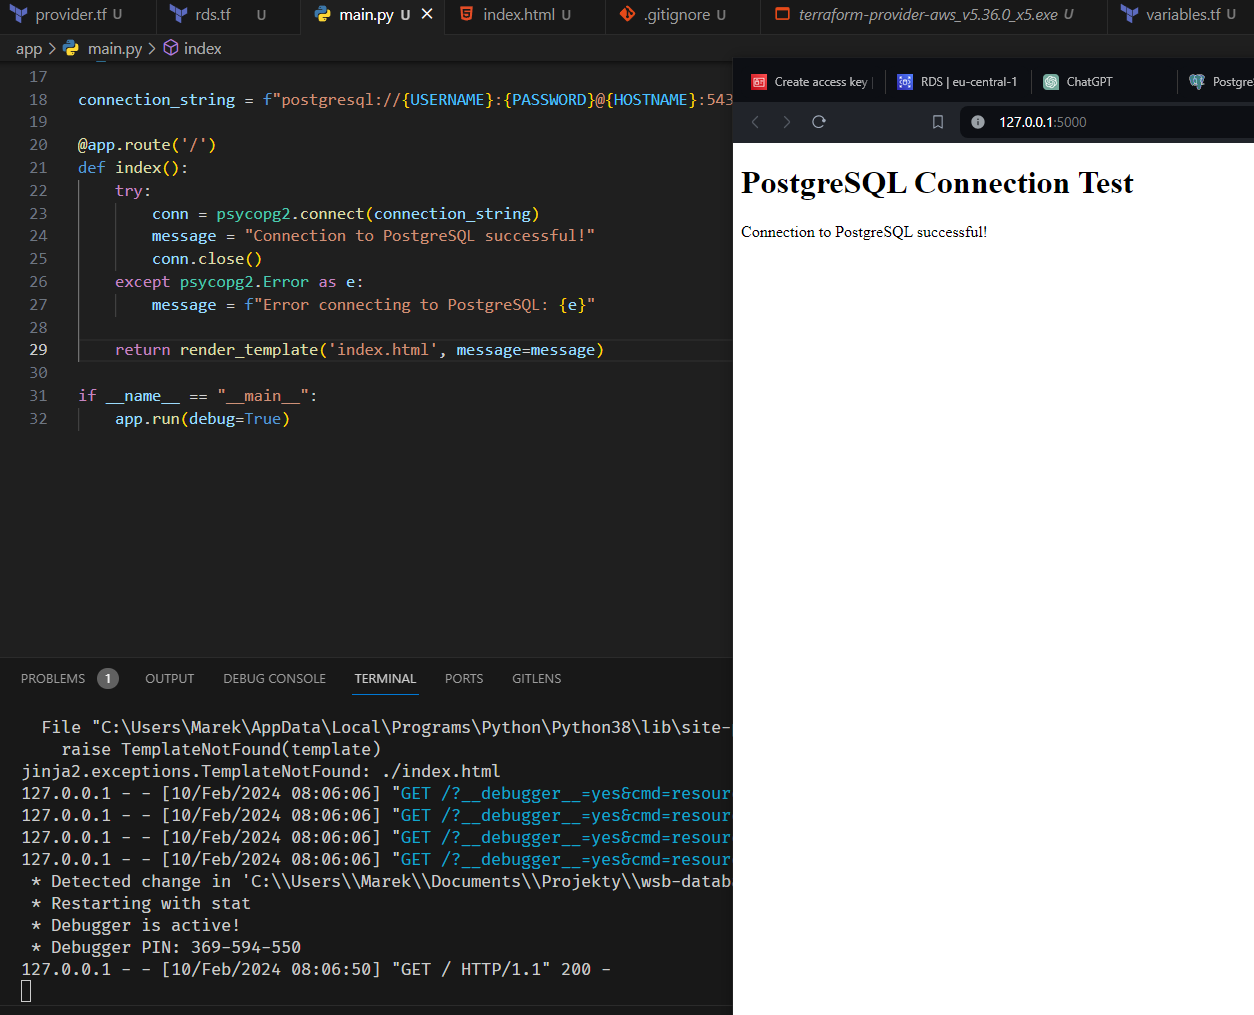 provider.tf U rds.tf U main.py U index.html U .gitignore U terraform-provider-aws_v5.36.0_x5.exe U variables.tf U
app > main.py > index
17
18 connection_string = f"postgresql://{USERNAME}:{PASSWORD}@{HOSTNAME}:543
19
20 @app.route('/')
21 def index():
22 try:
23 conn = psycopg2.connect(connection_string)
24 message = "Connection to PostgreSQL successful!"
25 conn.close()
26 except psycopg2.Error as e:
27 message = f"Error connecting to PostgreSQL: {e}"
28
29 return render_template('index.html', message=message)
30
31 if __name__ == "__main__":
32 app.run(debug=True)
PROBLEMS 1 OUTPUT DEBUG CONSOLE TERMINAL PORTS GITLENS
File "C:\Users\Marek\AppData\Local\Programs\Python\Python38\lib\site-
raise TemplateNotFound(template)
jinja2.exceptions.TemplateNotFound: ./index.html
127.0.0.1 - - [10/Feb/2024 08:06:06] "GET /?__debugger__=yes&cmd=resour
127.0.0.1 - - [10/Feb/2024 08:06:06] "GET /?__debugger__=yes&cmd=resour
127.0.0.1 - - [10/Feb/2024 08:06:06] "GET /?__debugger__=yes&cmd=resour
127.0.0.1 - - [10/Feb/2024 08:06:06] "GET /?__debugger__=yes&cmd=resour
* Detected change in 'C:\\Users\\Marek\\Documents\\Projekty\\wsb-datab
* Restarting with stat
* Debugger is active!
* Debugger PIN: 369-594-550
127.0.0.1 - - [10/Feb/2024 08:06:50] "GET / HTTP/1.1" 200 -
Create access key RDS | eu-central-1 ChatGPT Postgre
127.0.0.1:5000
PostgreSQL Connection Test
Connection to PostgreSQL successful!